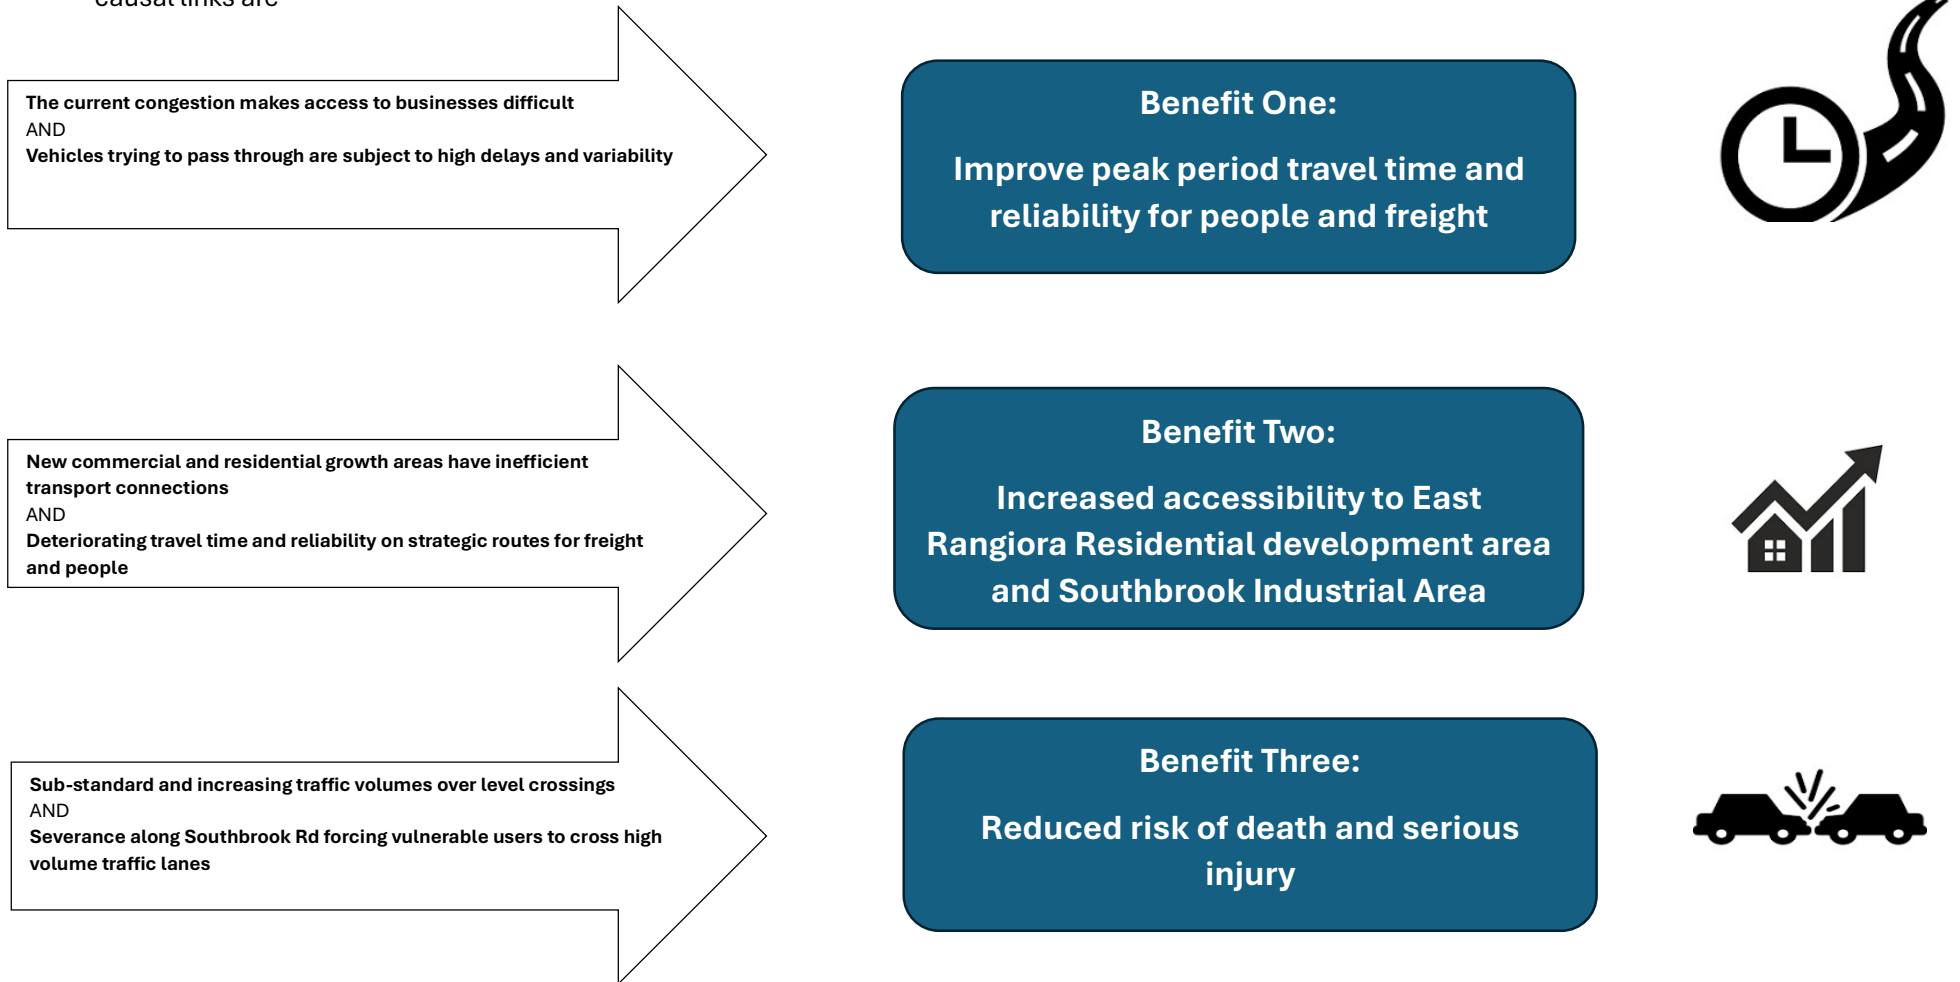 causal links are
The current congestion makes access to businesses difficult
AND
Vehicles trying to pass through are subject to high delays and variability
Benefit One:
Improve peak period travel time and
reliability for people and freight
New commercial and residential growth areas have inefficient
transport connections
AND
Deteriorating travel time and reliability on strategic routes for freight
and people
Benefit Two:
Increased accessibility to East
Rangiora Residential development area
and Southbrook Industrial Area
Sub-standard and increasing traffic volumes over level crossings
AND
Severance along Southbrook Rd forcing vulnerable users to cross high
volume traffic lanes
Benefit Three:
Reduced risk of death and serious
injury